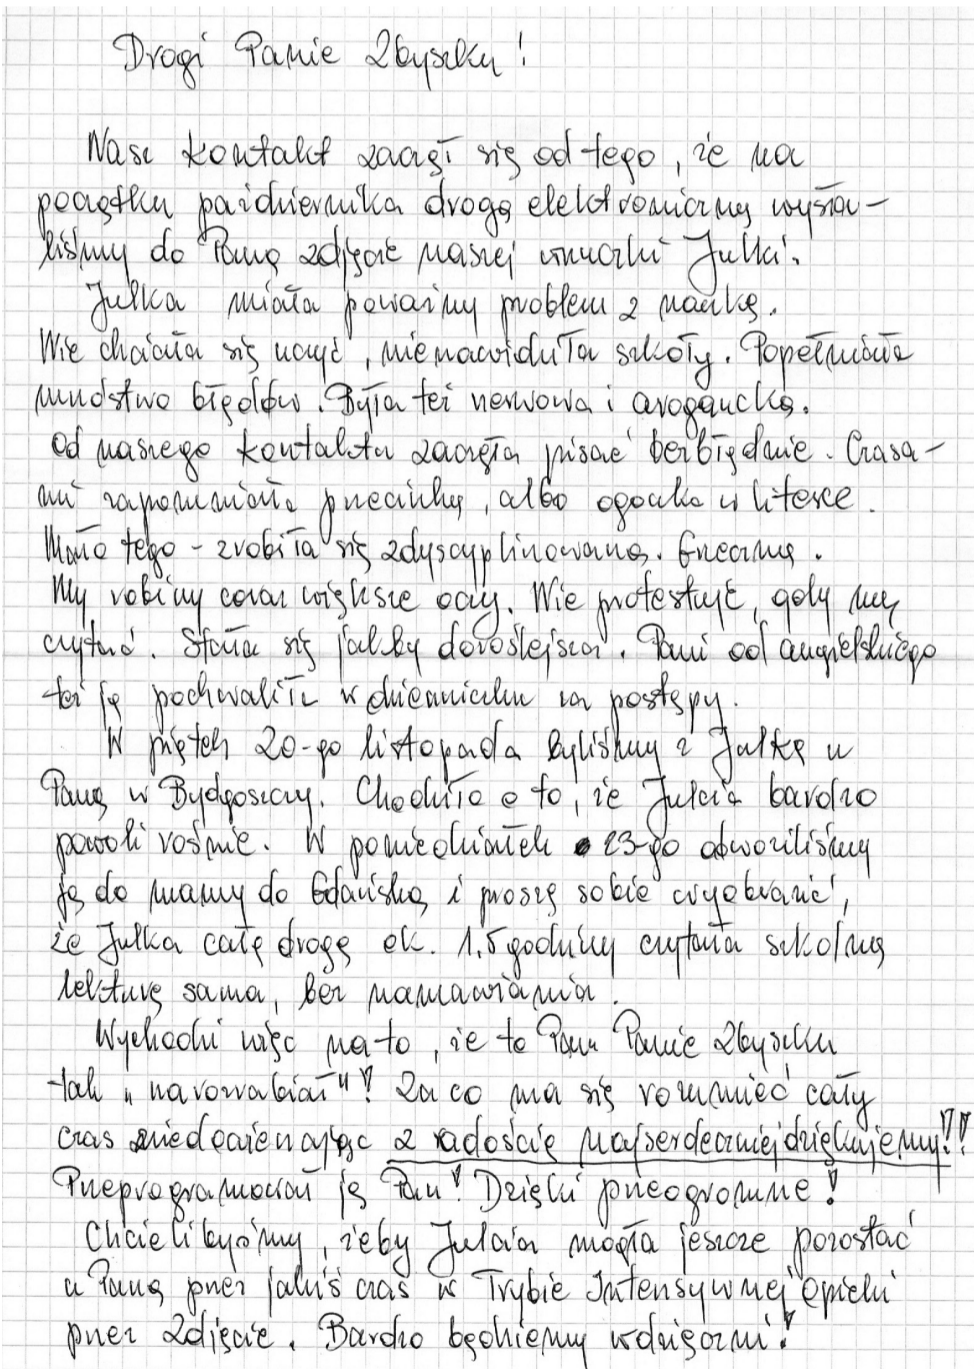 Drogi Panie Zbyszku!
Nasz kontakt zaczął się od tego, że na
początku października drogą elektroniczną wysła-
liśmy do Pana zdjęcie naszej wnuczki Julki.
Julka miała poważny problem z nauką.
Nie chciała się uczyć, nienawidziła szkoły. Popełniała
mnóstwo błędów. Była też nerwowa i arogancka.
Od naszego kontaktu zaczęła pisać bezbłędnie. Czasa-
mi zapomniała przecinka, albo ogonka w literce.
Mało tego - zrobiła się zdyscyplinowana. Grzeczna.
My robimy coraz większe oczy. Nie protestuje, gdy ma
czytać. Stała się jakby doroślejsza. Pani od angielskiego
też ją pochwaliła w dzienniczku za postępy.
W piątek 20-go listopada byliśmy z Julką u
Pana w Bydgoszczy. Chodziło o to, że Julcia bardzo
powoli rośnie. W poniedziałek 23-go odwoziliśmy
ją do mamy do Gdańska i proszę sobie wyobrazić,
że Julka całą drogę ok. 1,5 godziny czytała szkolną
lekturę sama, bez namawiania.
Wychodzi więc na to, że to Pan Panie Zbyszku
tak „narozrabiał"! Za co ma się rozumieć cały
czas niedoceniając z radością najserdeczniej dziękujemy!!!
Przeprogramował ją Pan! Dzięki przeogromne!
Chcielibyśmy, żeby Julcia mogła jeszcze pozostać
u Pana przez jakiś czas w Trybie Intensywnej Opieki
przez zdjęcie. Bardzo będziemy wdzięczni!